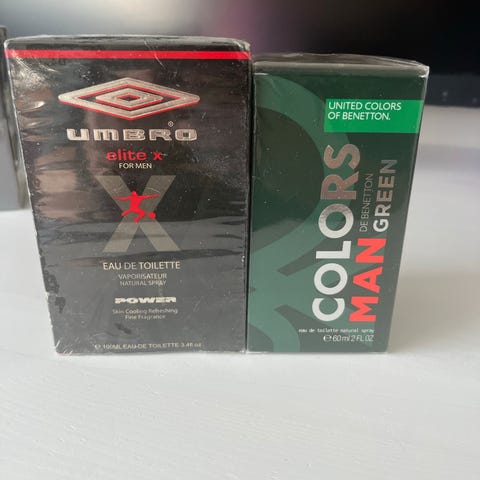 UMBRO
elite x
FOR MEN
X
EAU DE TOILETTE
VAPORISATEUR
NATURAL SPRAY
POWER
Skin Cooling Refreshing
Fine Fragrance
℮ 100ML EAU-DE-TOILETTE 3.4fl oz
UNITED COLORS
OF BENETTON.
COLORS
DE BENETTON
MAN GREEN
eau de toilette natural spray
℮ 60 ml 2 FL.OZ